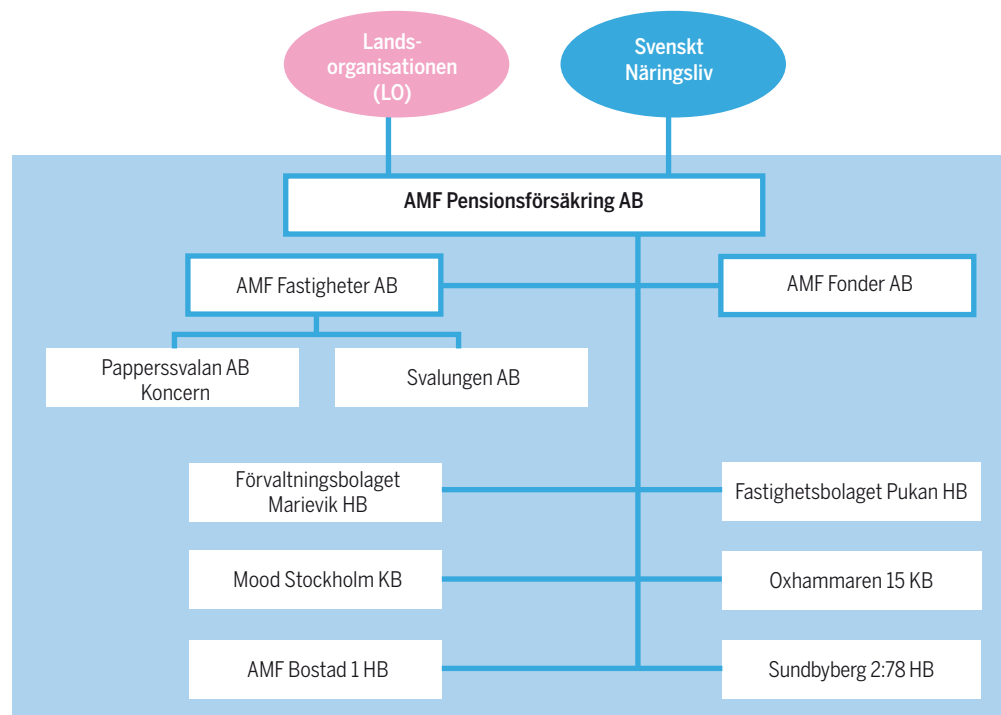 Lands-
organisationen
(LO)
Svenskt
Näringsliv
AMF Pensionsförsäkring AB
AMF Fastigheter AB
AMF Fonder AB
Papperssvalan AB
Koncern
Svalungen AB
Förvaltningsbolaget
Marievik HB
Fastighetsbolaget Pukan HB
Mood Stockholm KB
Oxhammaren 15 KB
AMF Bostad 1 HB
Sundbyberg 2:78 HB